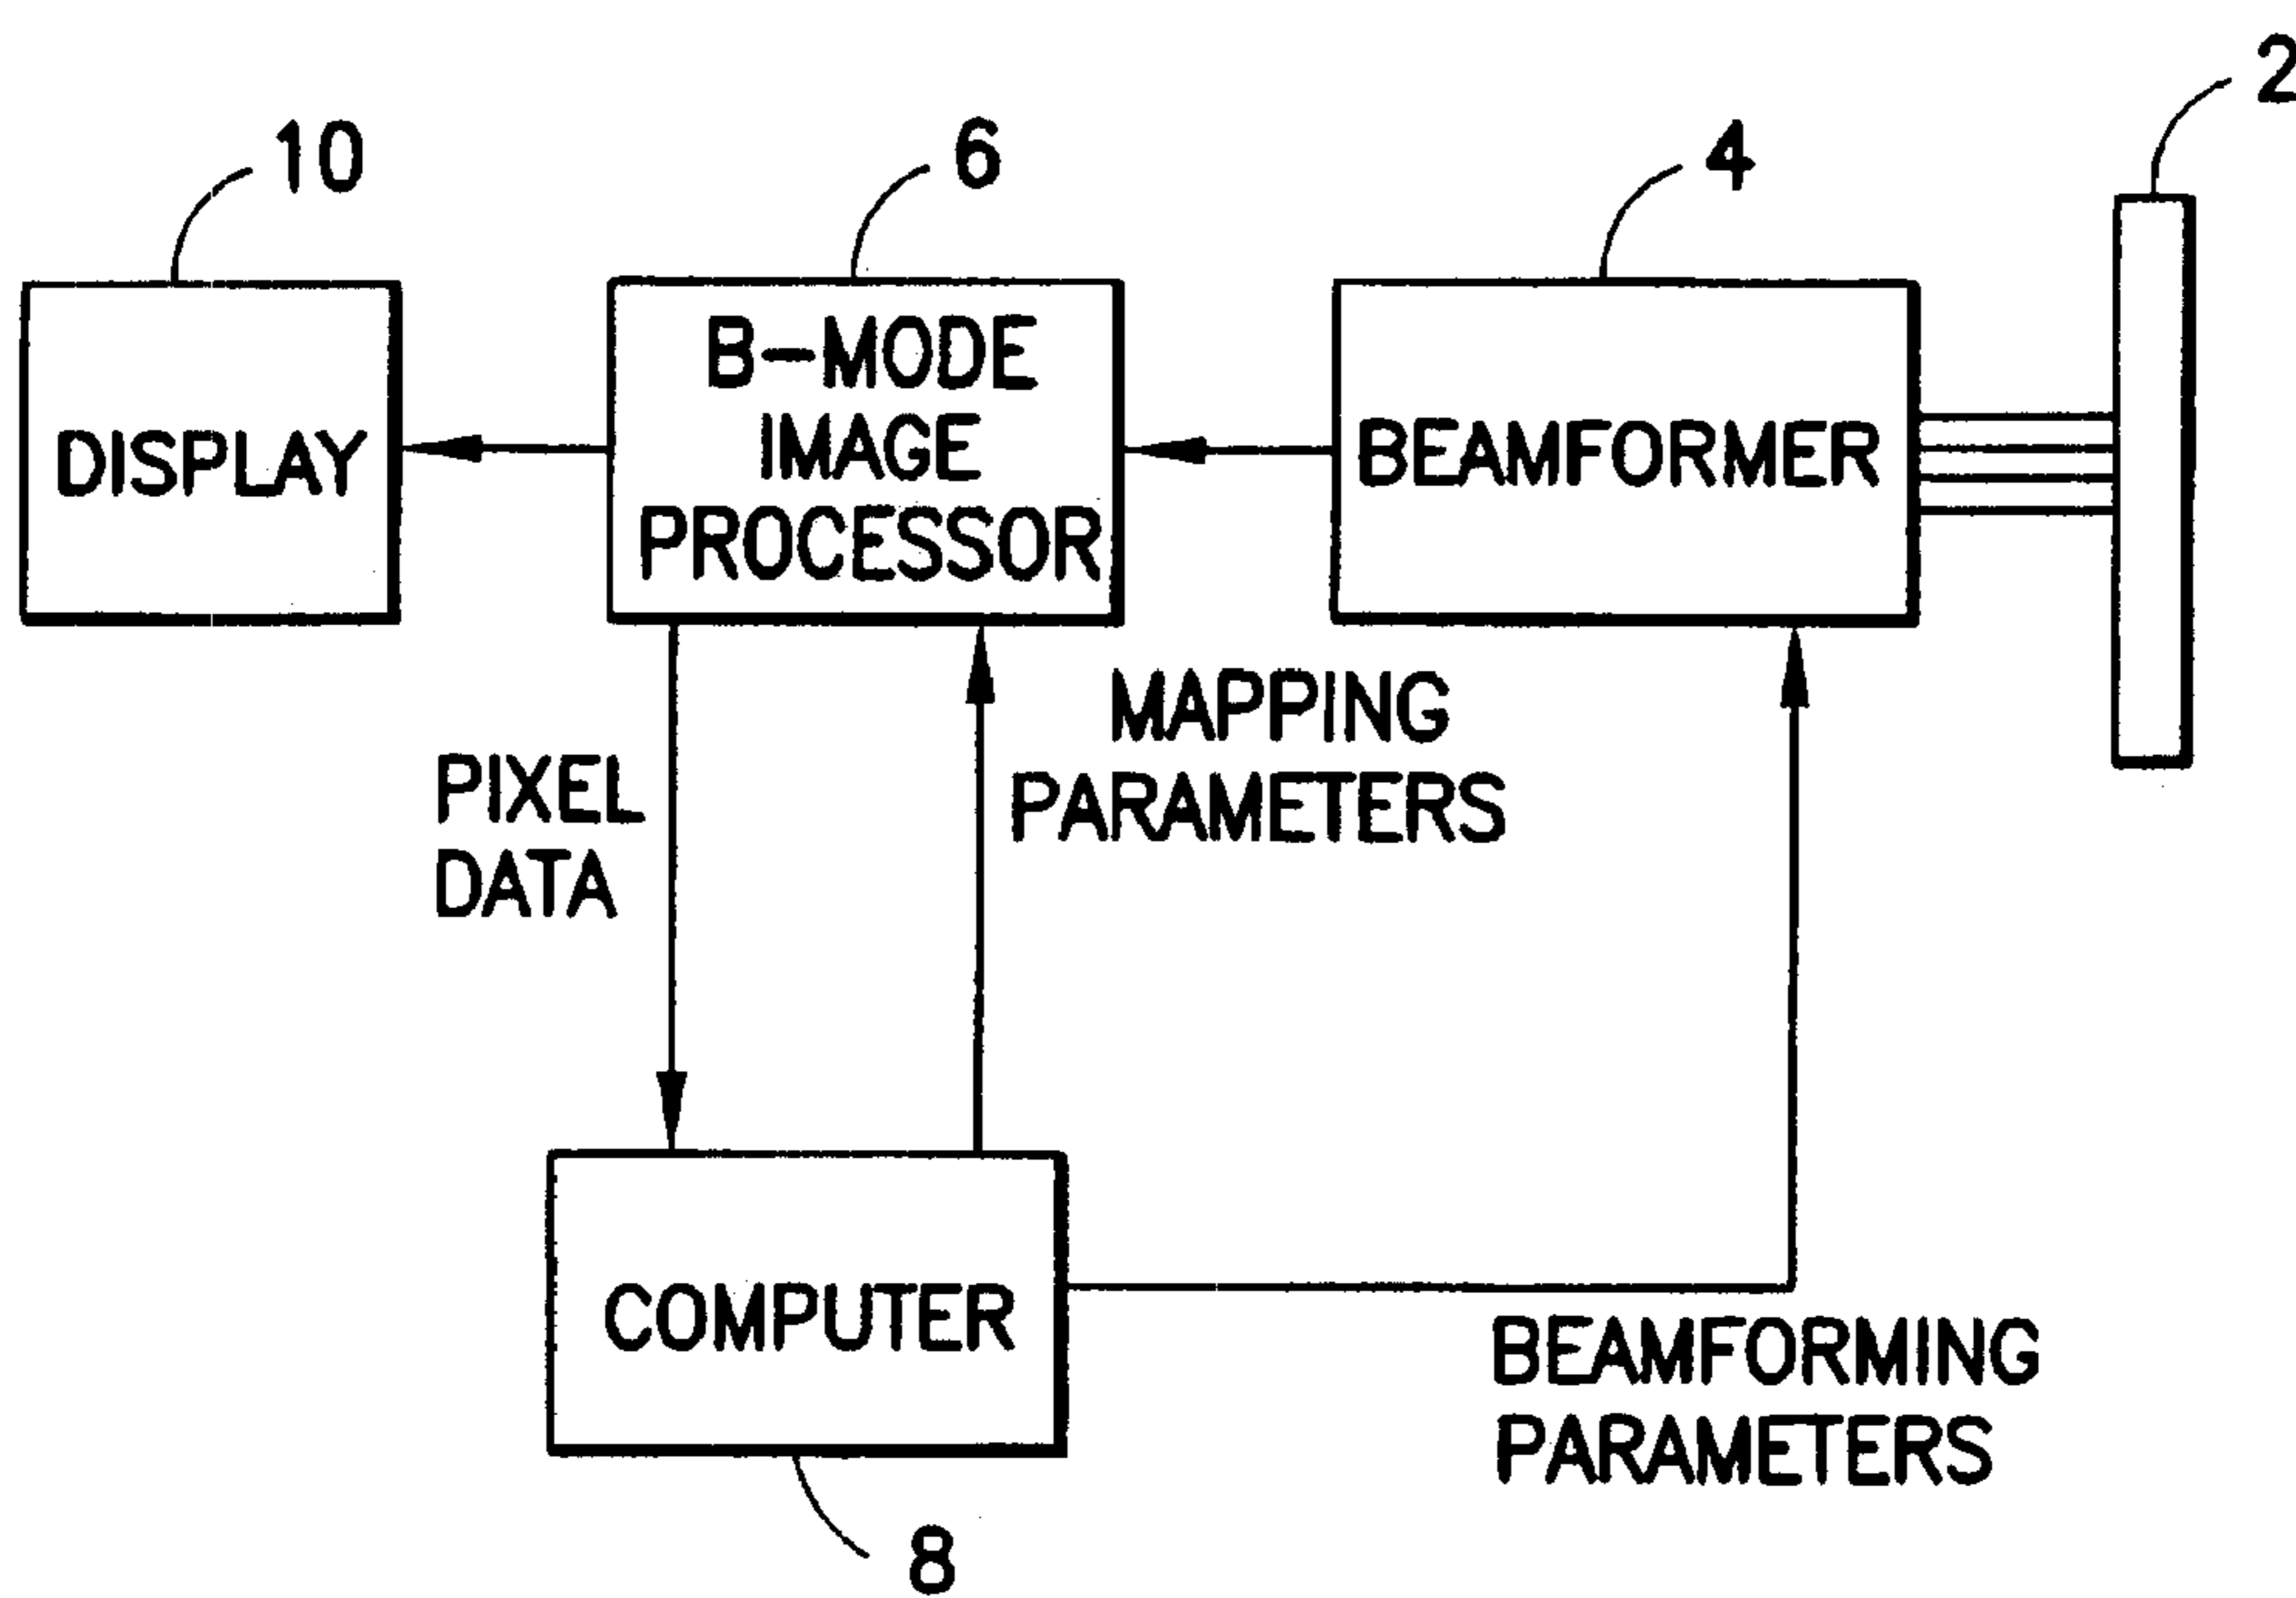 2
10
6
4
B-MODE
IMAGE
PROCESSOR
DISPLAY
BEAMFORMER
MAPPING
PARAMETERS
PIXEL
DATA
COMPUTER
BEAMFORMING
PARAMETERS
8